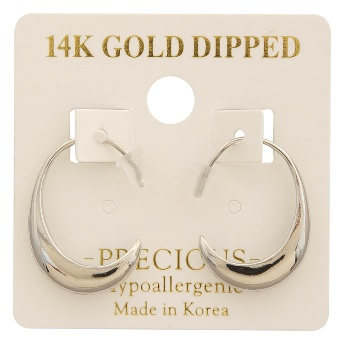 14K GOLD DIPPED
-PRECIOUS-
Hypoallergenic
Made in Korea